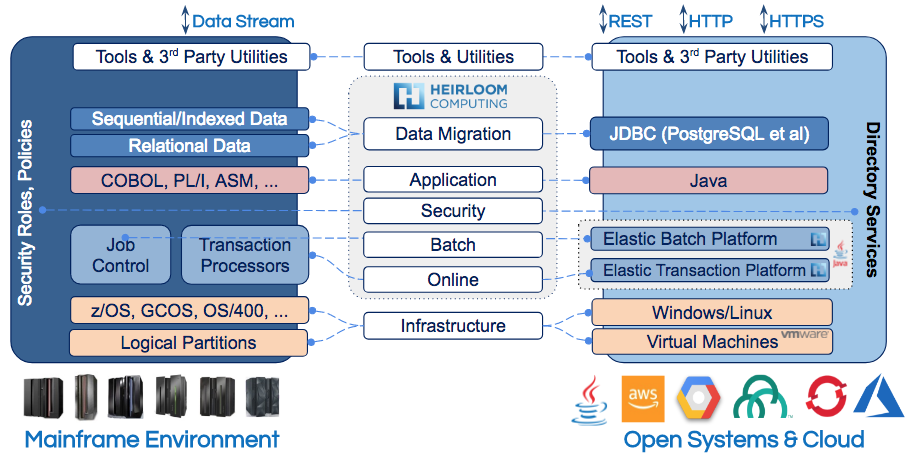 Data Stream
REST
HTTP
HTTPS
Tools & 3rd Party Utilities
Tools & Utilities
Tools & 3rd Party Utilities
HEIRLOOM
COMPUTING
Security Roles, Policies
Directory Services
Sequential/Indexed Data
Relational Data
Data Migration
JDBC (PostgreSQL et al)
COBOL, PL/I, ASM, ...
Application
Java
Security
Job
Control
Transaction
Processors
Batch
Online
Elastic Batch Platform
Elastic Transaction Platform
Java
z/OS, GCOS, OS/400, ...
Logical Partitions
Infrastructure
Windows/Linux
Virtual Machines
vmware
Java
aws
Mainframe Environment
Open Systems & Cloud